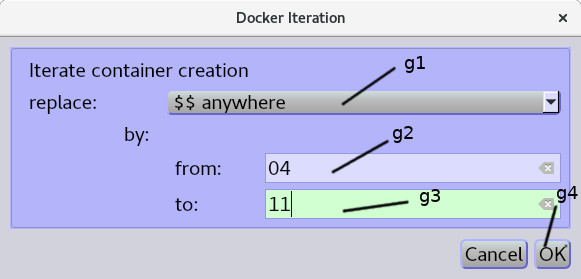 Docker Iteration
Iterate container creation
g1
replace: $$ anywhere
by:
g2
from: 04
to: 11
g3
g4
Cancel OK